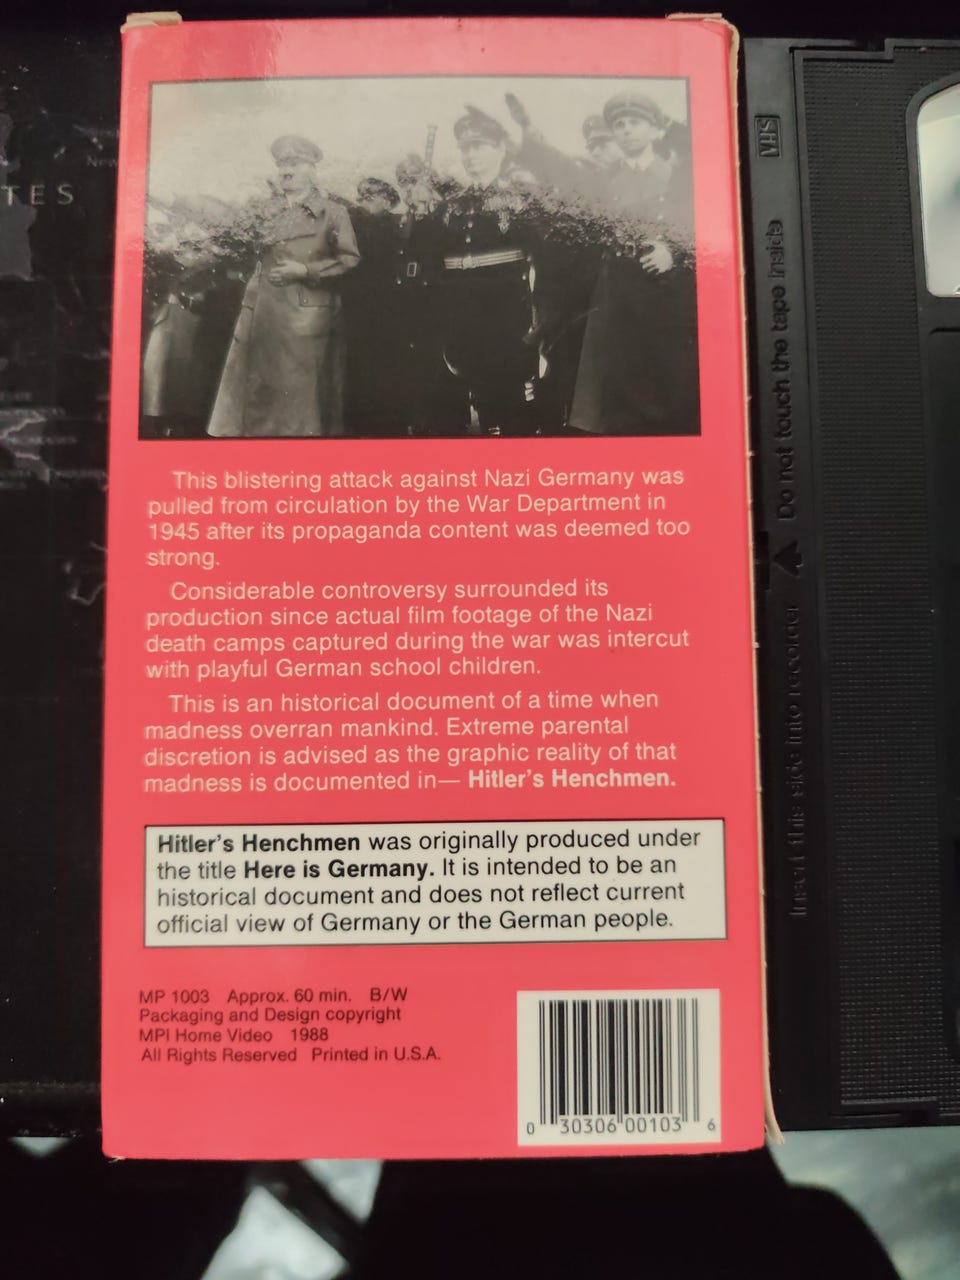 TES
This blistering attack against Nazi Germany was
pulled from circulation by the War Department in
1945 after its propaganda content was deemed too
strong.
Considerable controversy surrounded its
production since actual film footage of the Nazi
death camps captured during the war was intercut
with playful German school children.
This is an historical document of a time when
madness overran mankind. Extreme parental
discretion is advised as the graphic reality of that
madness is documented in— Hitler's Henchmen.
Hitler's Henchmen was originally produced under
the title Here is Germany. It is intended to be an
historical document and does not reflect current
official view of Germany or the German people.
MP 1003 Approx. 60 min. B/W
Packaging and Design copyright
MPI Home Video 1988
All Rights Reserved Printed in U.S.A.
0 30306 00103 6
VHS
Do not touch the tape inside
Insert this side into recorder